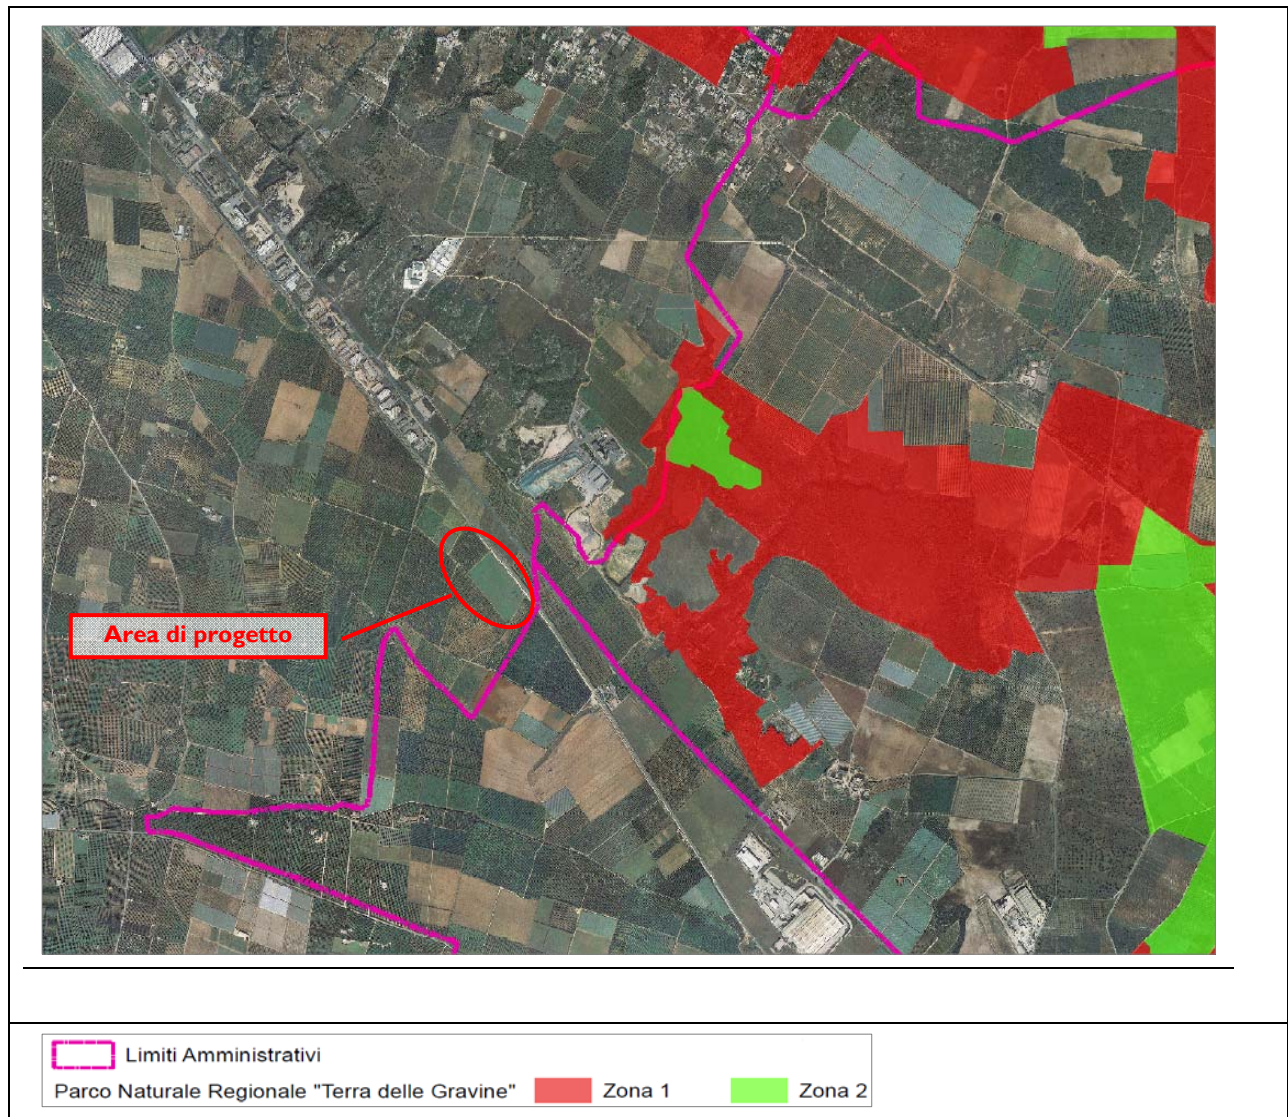 Area di progetto
Limiti Amministrativi
Parco Naturale Regionale "Terra delle Gravine" Zona 1 Zona 2